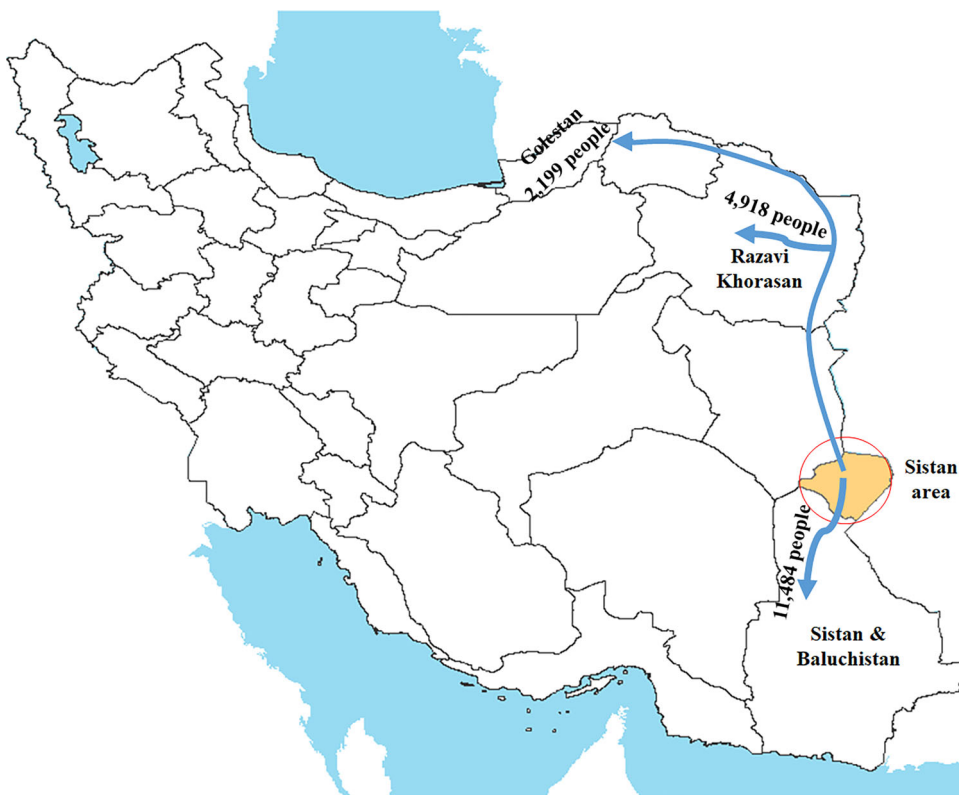 Golestan
2,199 people
4,918 people
Razavi
Khorasan
Sistan
area
11,484 people
Sistan &
Baluchistan